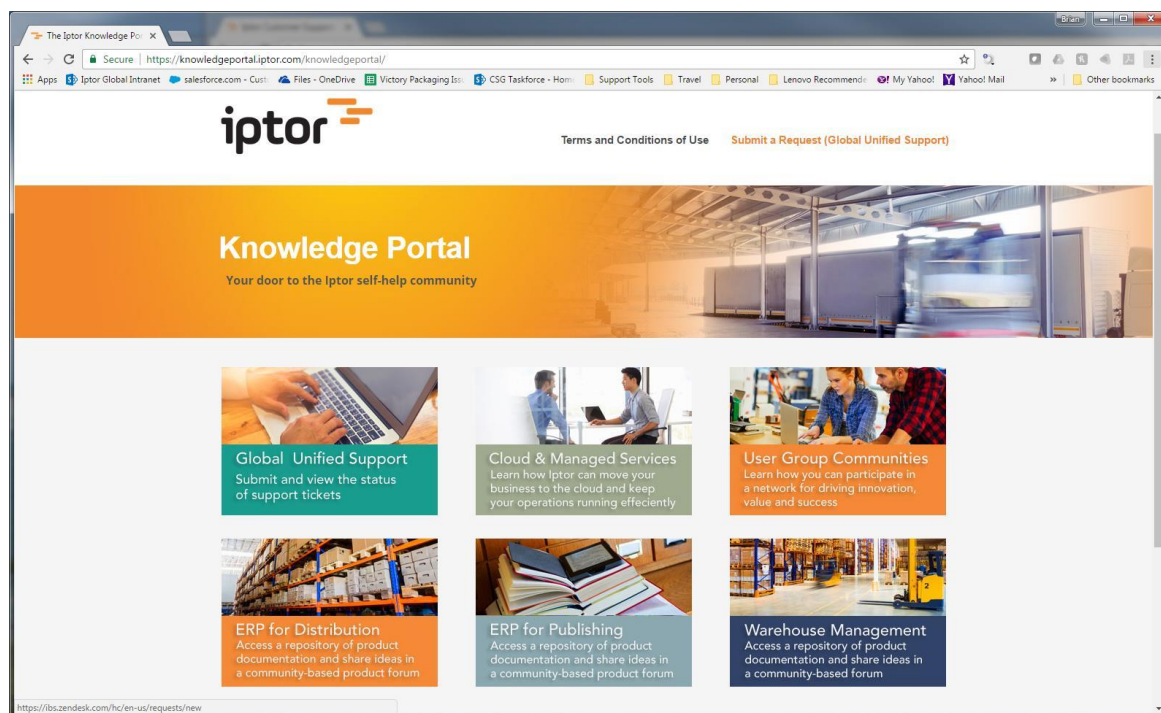 Brian
The Iptor Knowledge Po
Secure | https://knowledgeportal.iptor.com/knowledgeportal/
Apps Iptor Global Intranet salesforce.com - Cust Files - OneDrive Victory Packaging Iss CSG Taskforce - Hom Support Tools Travel Personal Lenovo Recommende My Yahoo! Yahoo! Mail » Other bookmarks
iptor
Terms and Conditions of Use Submit a Request (Global Unified Support)
Knowledge Portal
Your door to the Iptor self-help community
Global Unified Support
Submit and view the status
of support tickets
Cloud & Managed Services
Learn how Iptor can move your
business to the cloud and keep
your operations running effeciently
User Group Communities
Learn how you can participate in
a network for driving innovation,
value and success
ERP for Distribution
Access a repository of product
documentation and share ideas in
a community-based product forum
ERP for Publishing
Access a repository of product
documentation and share ideas in
a community-based product forum
2
Warehouse Management
Access a repository of product
documentation and share ideas in
a community-based forum
https://ibs.zendesk.com/hc/en-us/requests/new